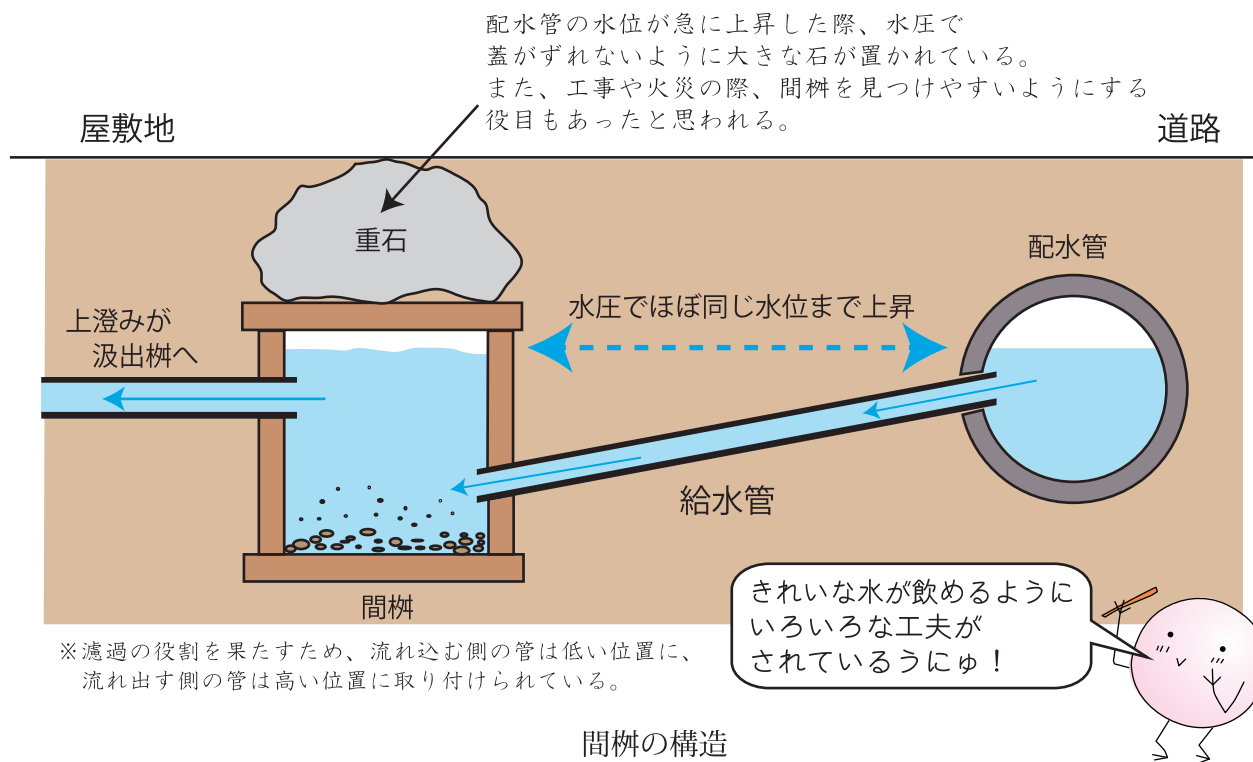 配水管の水位が急に上昇した際、水圧で
蓋がずれないように大きな石が置かれている。
また、工事や火災の際、間桝を見つけやすいようにする
役目もあったと思われる。
屋敷地
道路
重石
配水管
水圧でほぼ同じ水位まで上昇
上澄みが
汲出桝へ
給水管
間桝
きれいな水が飲めるように
いろいろな工夫が
されているうにゅ！
※濾過の役割を果たすため、流れ込む側の管は低い位置に、
流れ出す側の管は高い位置に取り付けられている。
間桝の構造